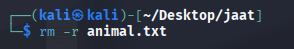 ┌──(kali㉿kali)-[~/Desktop/jaat]
└─$ rm -r animal.txt